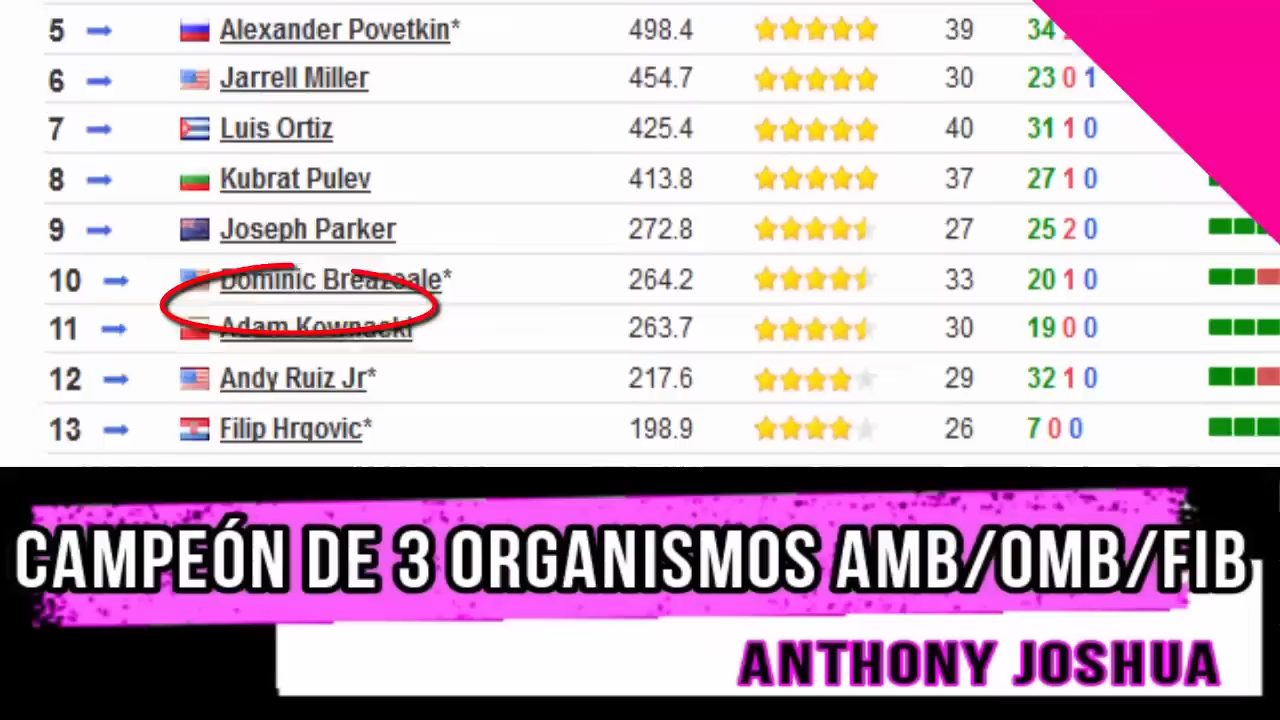 5 Alexander Povetkin* 498.4 39 34
6 Jarrell Miller 454.7 30 23 0 1
7 Luis Ortiz 425.4 40 31 1 0
8 Kubrat Pulev 413.8 37 27 1 0
9 Joseph Parker 272.8 27 25 2 0
10 Dominic Breazeale* 264.2 33 20 1 0
11 Adam Kownacki 263.7 30 19 0 0
12 Andy Ruiz Jr* 217.6 29 32 1 0
13 Filip Hrgovic* 198.9 26 7 0 0
CAMPEÓN DE 3 ORGANISMOS AMB/OMB/FIB
ANTHONY JOSHUA